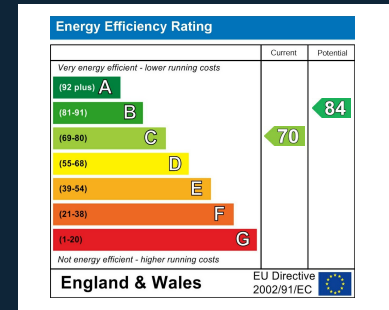 Energy Efficiency Rating
Current Potential
Very energy efficient - lower running costs
(92 plus) A
(81-91) B
84
(69-80) C
70
(55-68) D
(39-54) E
(21-38) F
(1-20) G
Not energy efficient - higher running costs
England & Wales
EU Directive
2002/91/EC